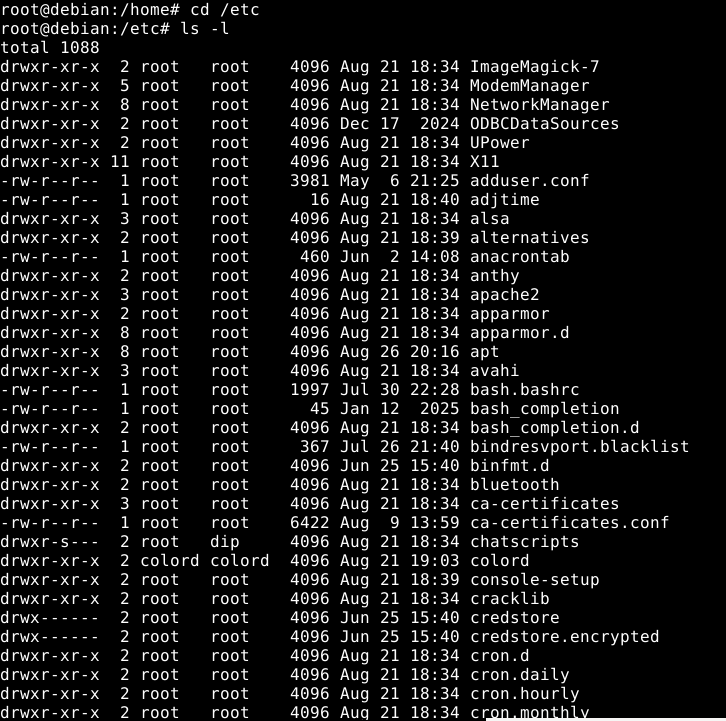 root@debian:/home# cd /etc
root@debian:/etc# ls -l
total 1088
drwxr-xr-x  2 root   root    4096 Aug 21 18:34 ImageMagick-7
drwxr-xr-x  5 root   root    4096 Aug 21 18:34 ModemManager
drwxr-xr-x  8 root   root    4096 Aug 21 18:34 NetworkManager
drwxr-xr-x  2 root   root    4096 Dec 17  2024 ODBCDataSources
drwxr-xr-x  2 root   root    4096 Aug 21 18:34 UPower
drwxr-xr-x 11 root   root    4096 Aug 21 18:34 X11
-rw-r--r--  1 root   root    3981 May  6 21:25 adduser.conf
-rw-r--r--  1 root   root      16 Aug 21 18:40 adjtime
drwxr-xr-x  3 root   root    4096 Aug 21 18:34 alsa
drwxr-xr-x  2 root   root    4096 Aug 21 18:39 alternatives
-rw-r--r--  1 root   root     460 Jun  2 14:08 anacrontab
drwxr-xr-x  2 root   root    4096 Aug 21 18:34 anthy
drwxr-xr-x  3 root   root    4096 Aug 21 18:34 apache2
drwxr-xr-x  2 root   root    4096 Aug 21 18:34 apparmor
drwxr-xr-x  8 root   root    4096 Aug 21 18:34 apparmor.d
drwxr-xr-x  8 root   root    4096 Aug 26 20:16 apt
drwxr-xr-x  3 root   root    4096 Aug 21 18:34 avahi
-rw-r--r--  1 root   root    1997 Jul 30 22:28 bash.bashrc
-rw-r--r--  1 root   root      45 Jan 12  2025 bash_completion
drwxr-xr-x  2 root   root    4096 Aug 21 18:34 bash_completion.d
-rw-r--r--  1 root   root     367 Jul 26 21:40 bindresvport.blacklist
drwxr-xr-x  2 root   root    4096 Jun 25 15:40 binfmt.d
drwxr-xr-x  2 root   root    4096 Aug 21 18:34 bluetooth
drwxr-xr-x  3 root   root    4096 Aug 21 18:34 ca-certificates
-rw-r--r--  1 root   root    6422 Aug  9 13:59 ca-certificates.conf
drwxr-s---  2 root   dip     4096 Aug 21 18:34 chatscripts
drwxr-xr-x  2 colord colord  4096 Aug 21 19:03 colord
drwxr-xr-x  2 root   root    4096 Aug 21 18:39 console-setup
drwxr-xr-x  2 root   root    4096 Aug 21 18:34 cracklib
drwx------  2 root   root    4096 Jun 25 15:40 credstore
drwx------  2 root   root    4096 Jun 25 15:40 credstore.encrypted
drwxr-xr-x  2 root   root    4096 Aug 21 18:34 cron.d
drwxr-xr-x  2 root   root    4096 Aug 21 18:34 cron.daily
drwxr-xr-x  2 root   root    4096 Aug 21 18:34 cron.hourly
drwxr-xr-x  2 root   root    4096 Aug 21 18:34 cron.monthly